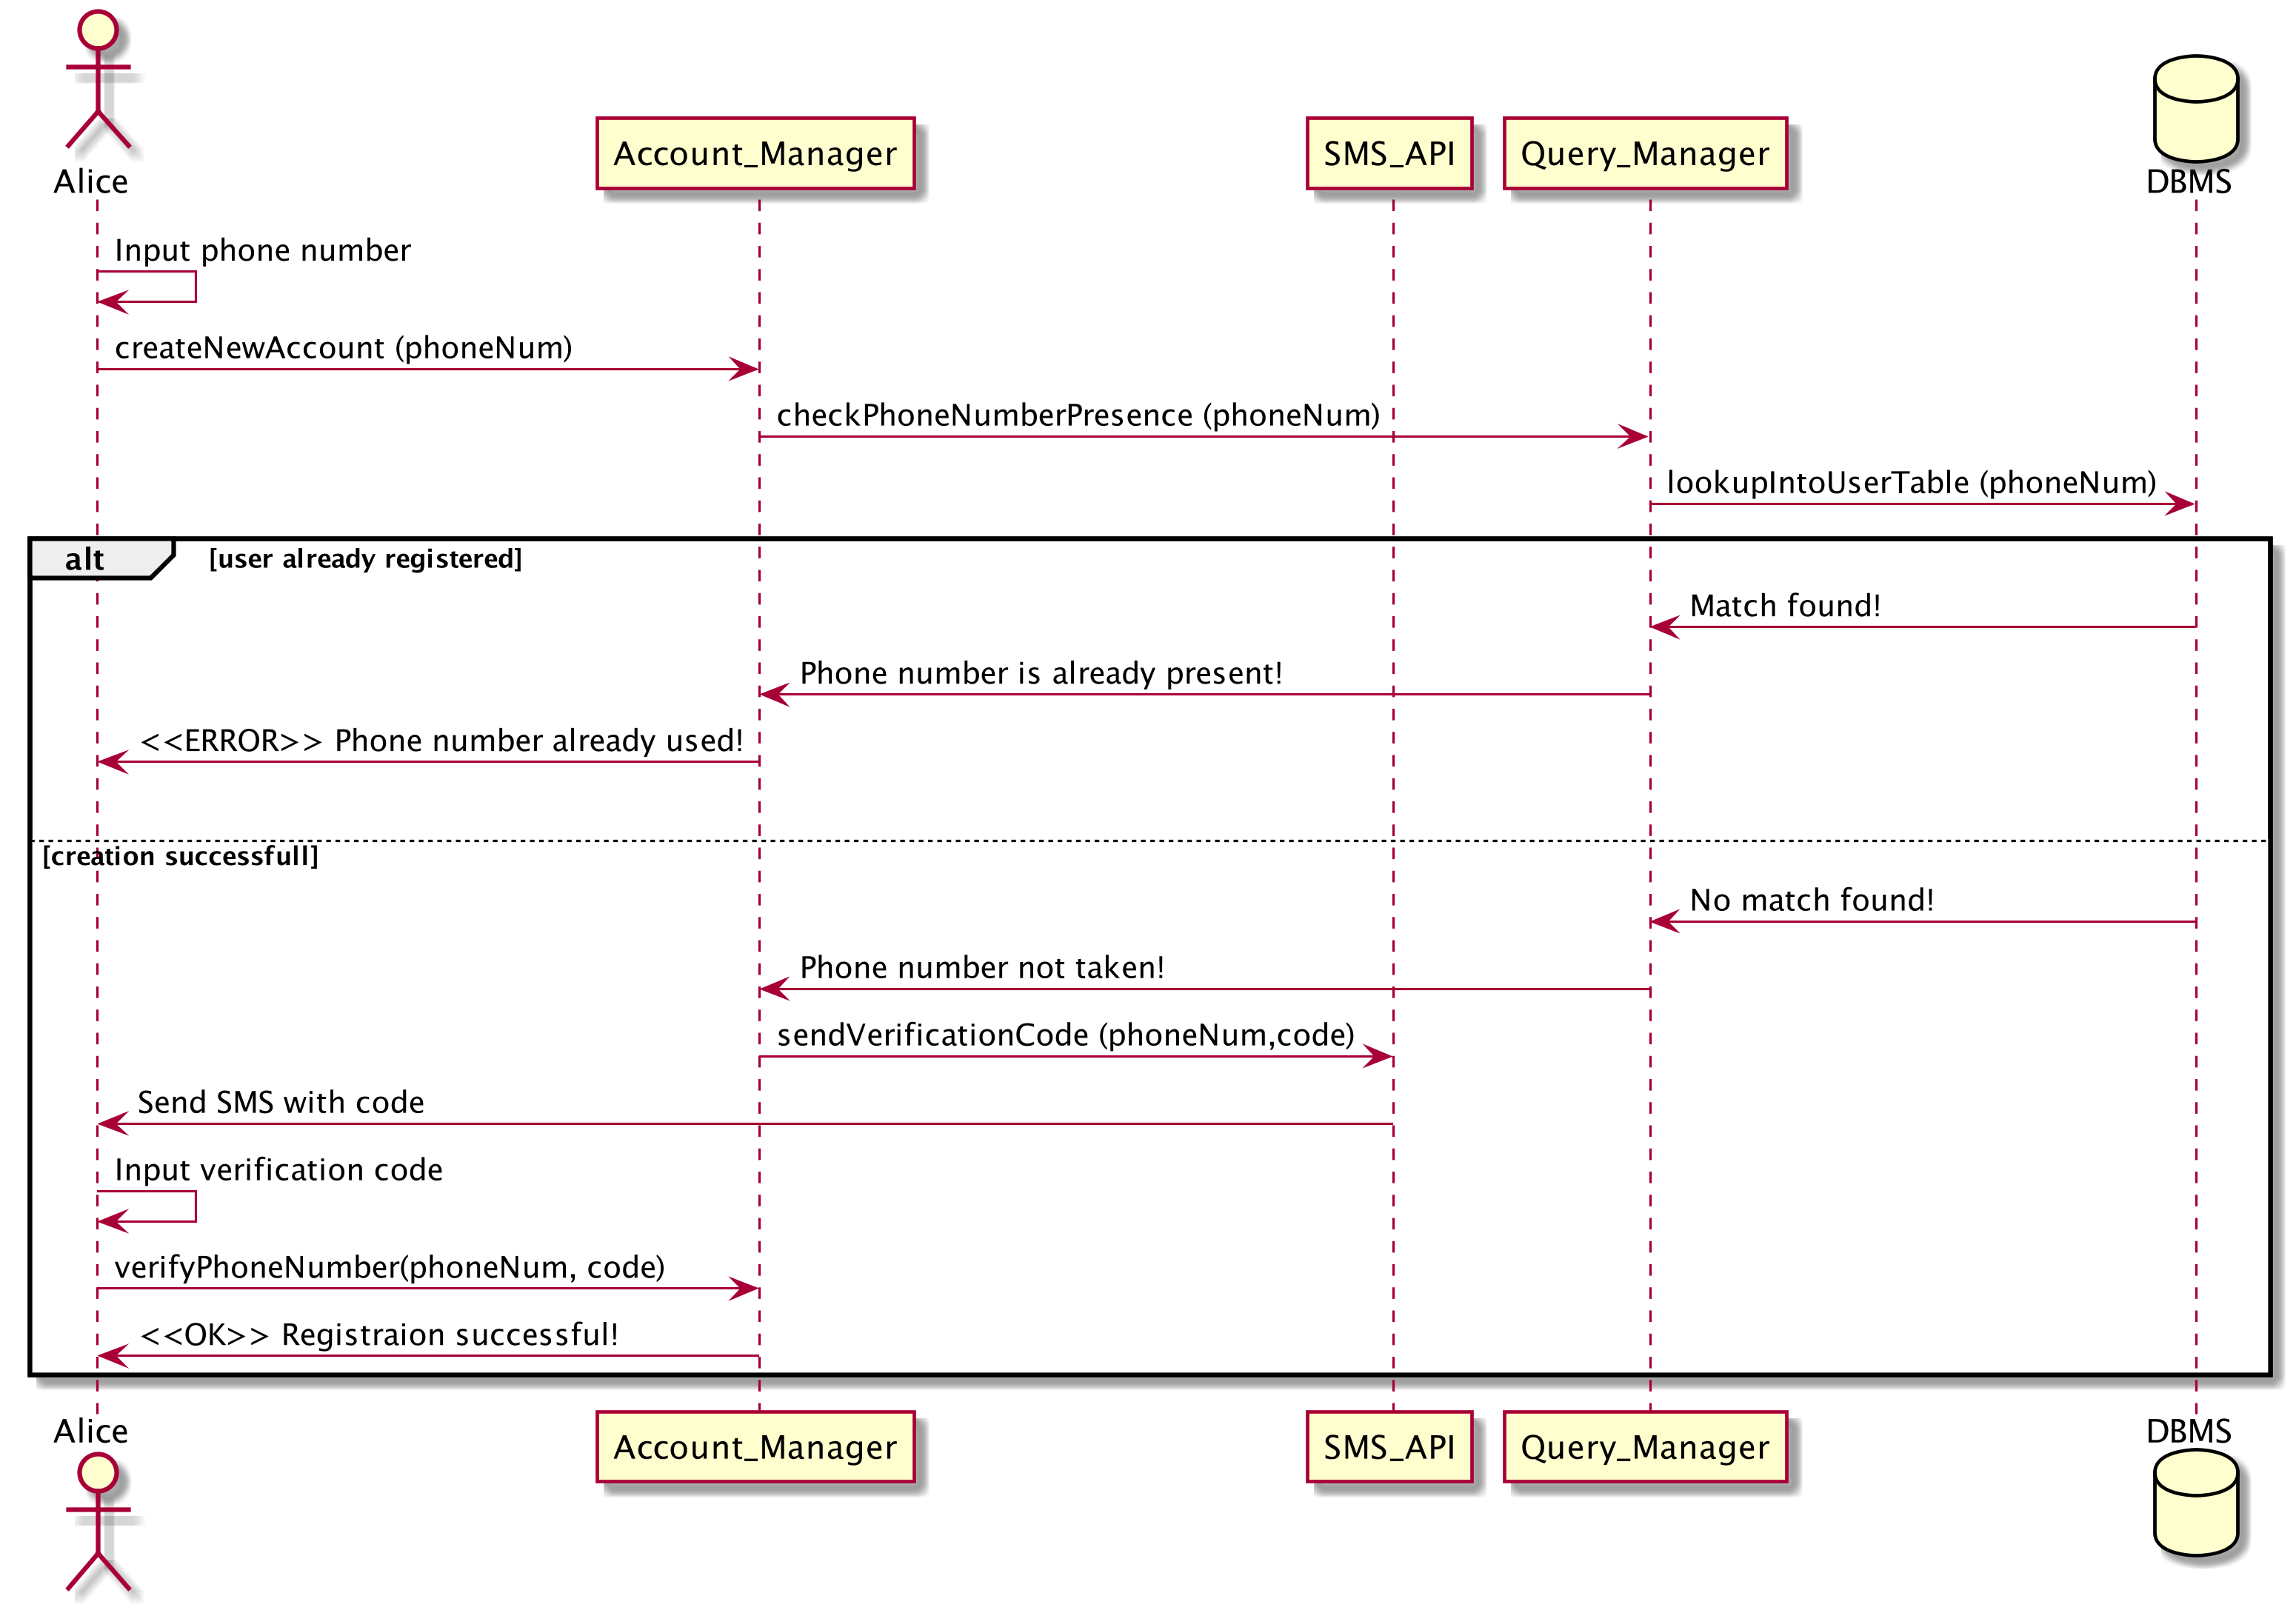 Alice
Account_Manager
SMS_API
Query_Manager
DBMS
Input phone number
createNewAccount (phoneNum)
checkPhoneNumberPresence (phoneNum)
lookupIntoUserTable (phoneNum)
alt
[user already registered]
Match found!
Phone number is already present!
<<ERROR>> Phone number already used!
[creation successfull]
No match found!
Phone number not taken!
sendVerificationCode (phoneNum,code)
Send SMS with code
Input verification code
verifyPhoneNumber(phoneNum, code)
<<OK>> Registraion successful!
Alice
Account_Manager
SMS_API
Query_Manager
DBMS